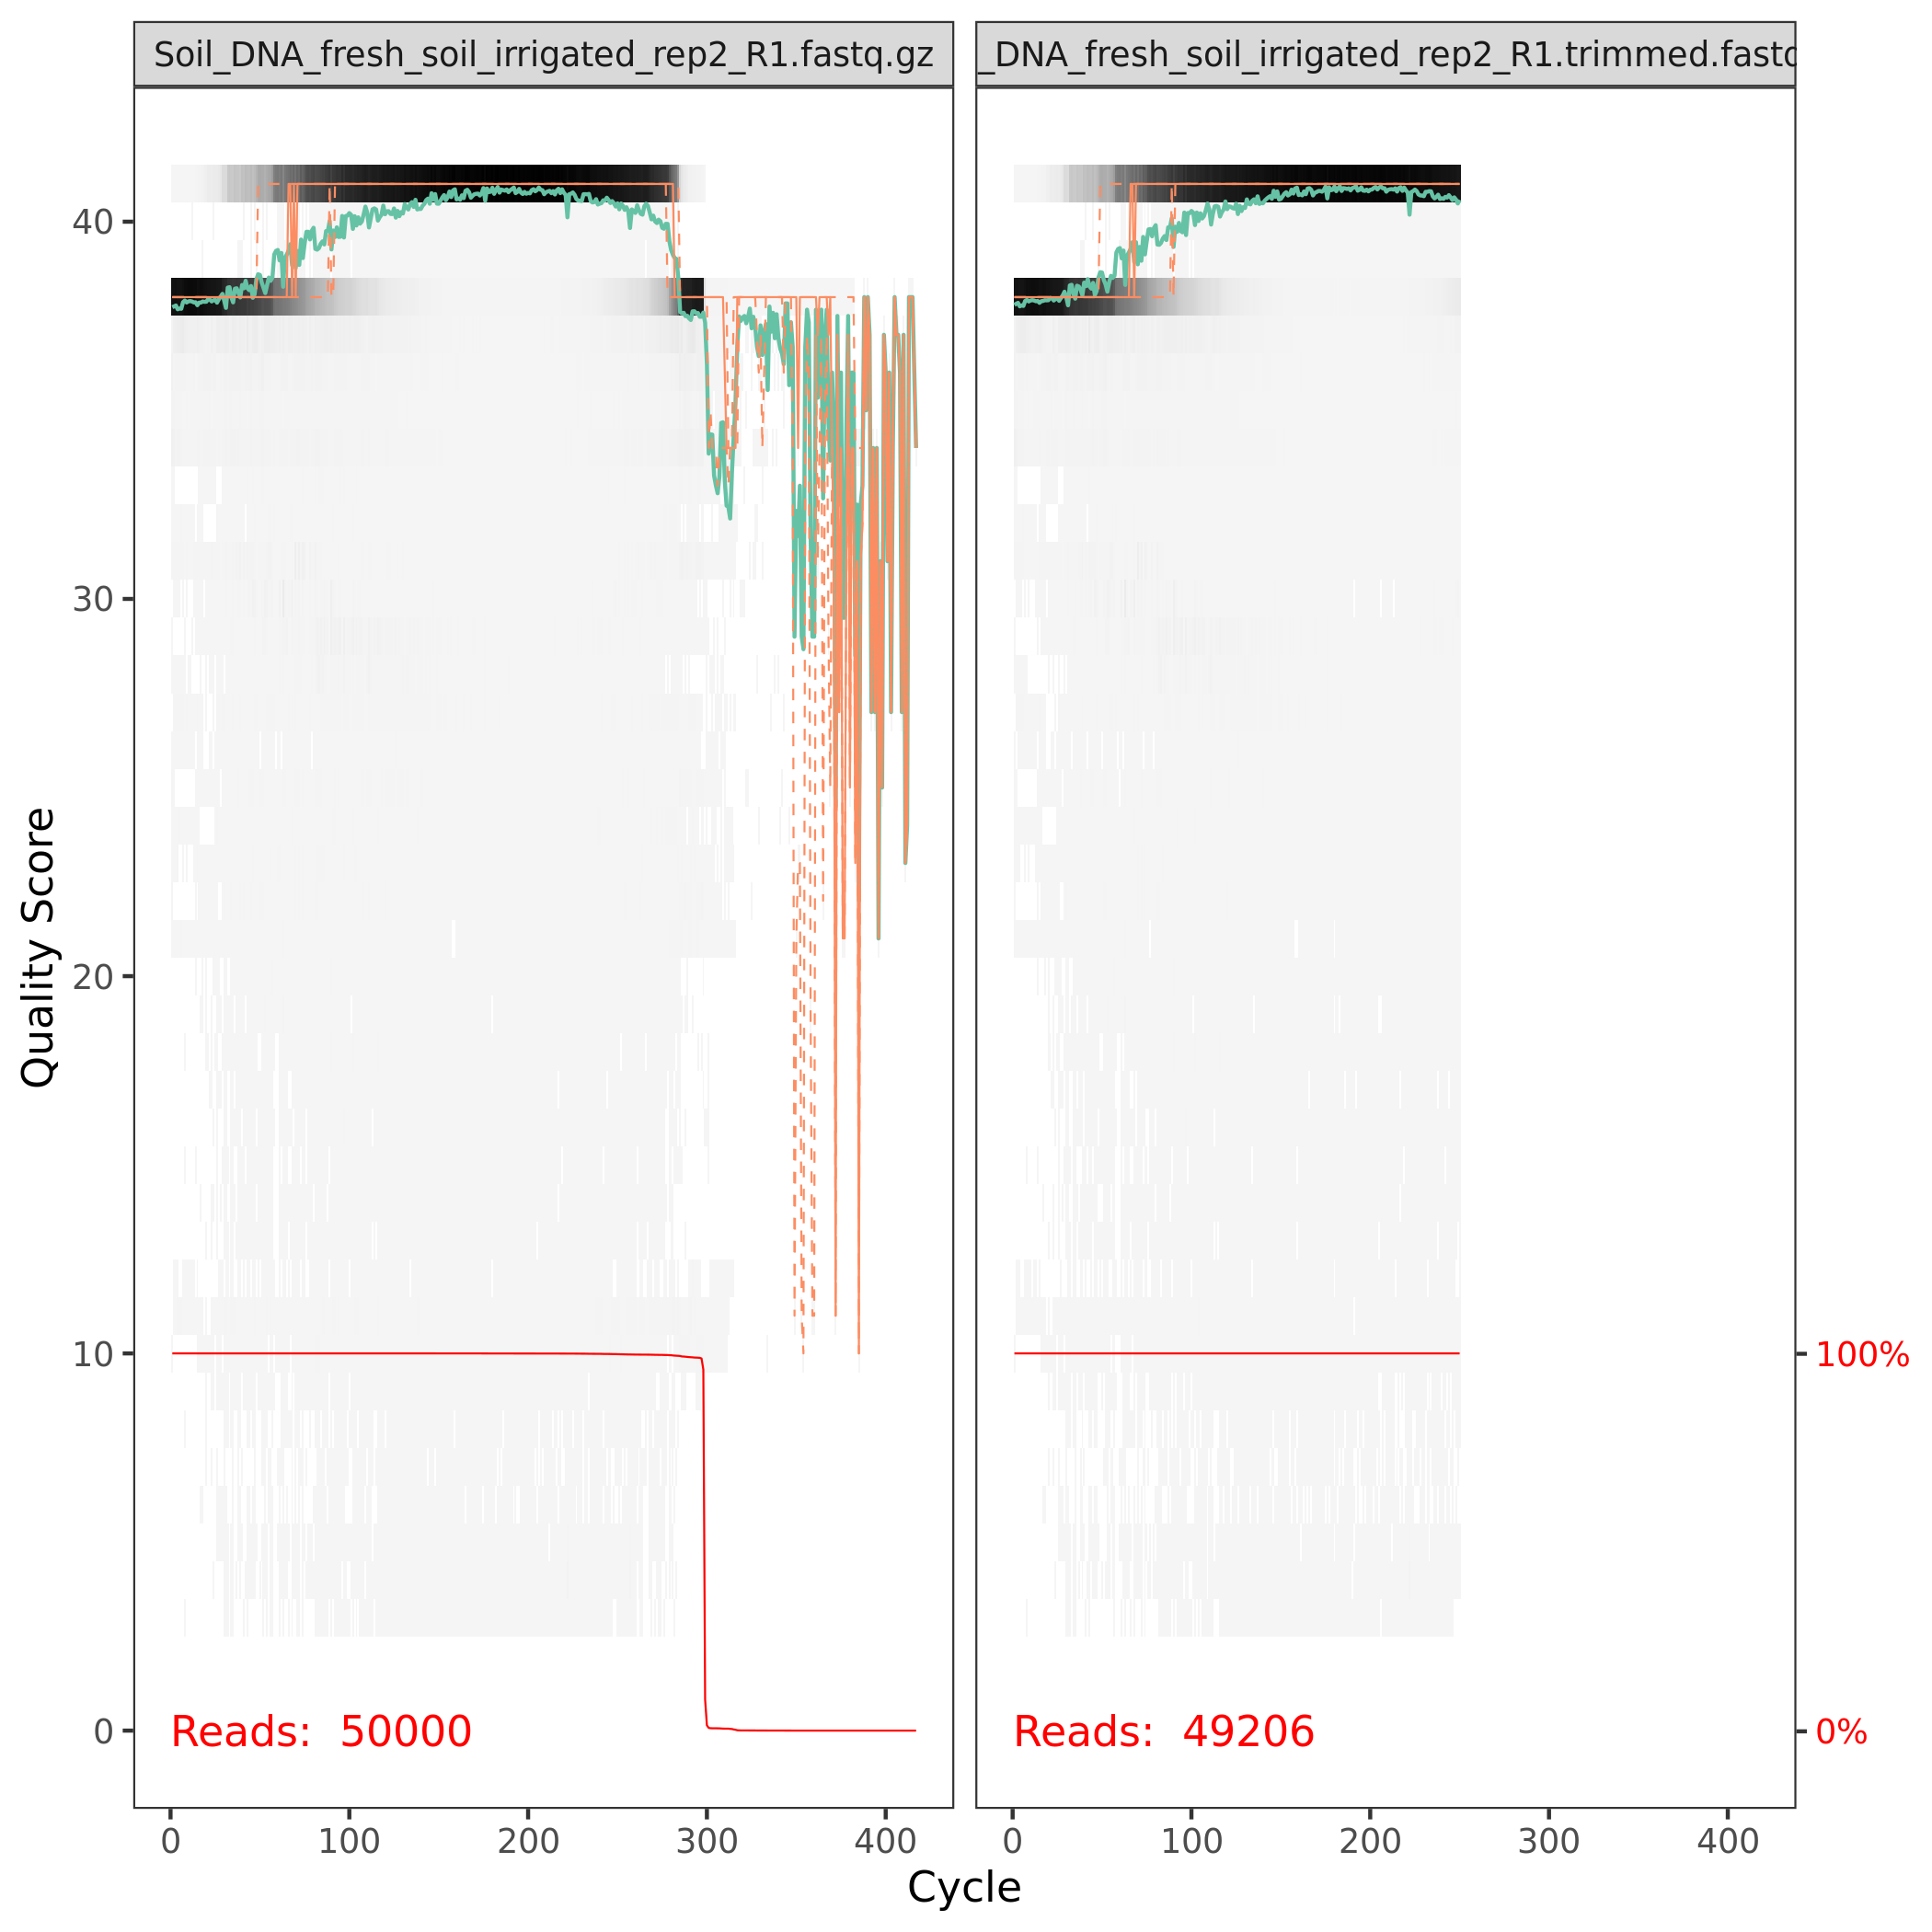 Soil_DNA_fresh_soil_irrigated_rep2_R1.fastq.gz
_DNA_fresh_soil_irrigated_rep2_R1.trimmed.fastq
Quality Score
40
30
20
10
0
Reads: 50000
Reads: 49206
100%
0%
0 100 200 300 400
0 100 200 300 400
Cycle